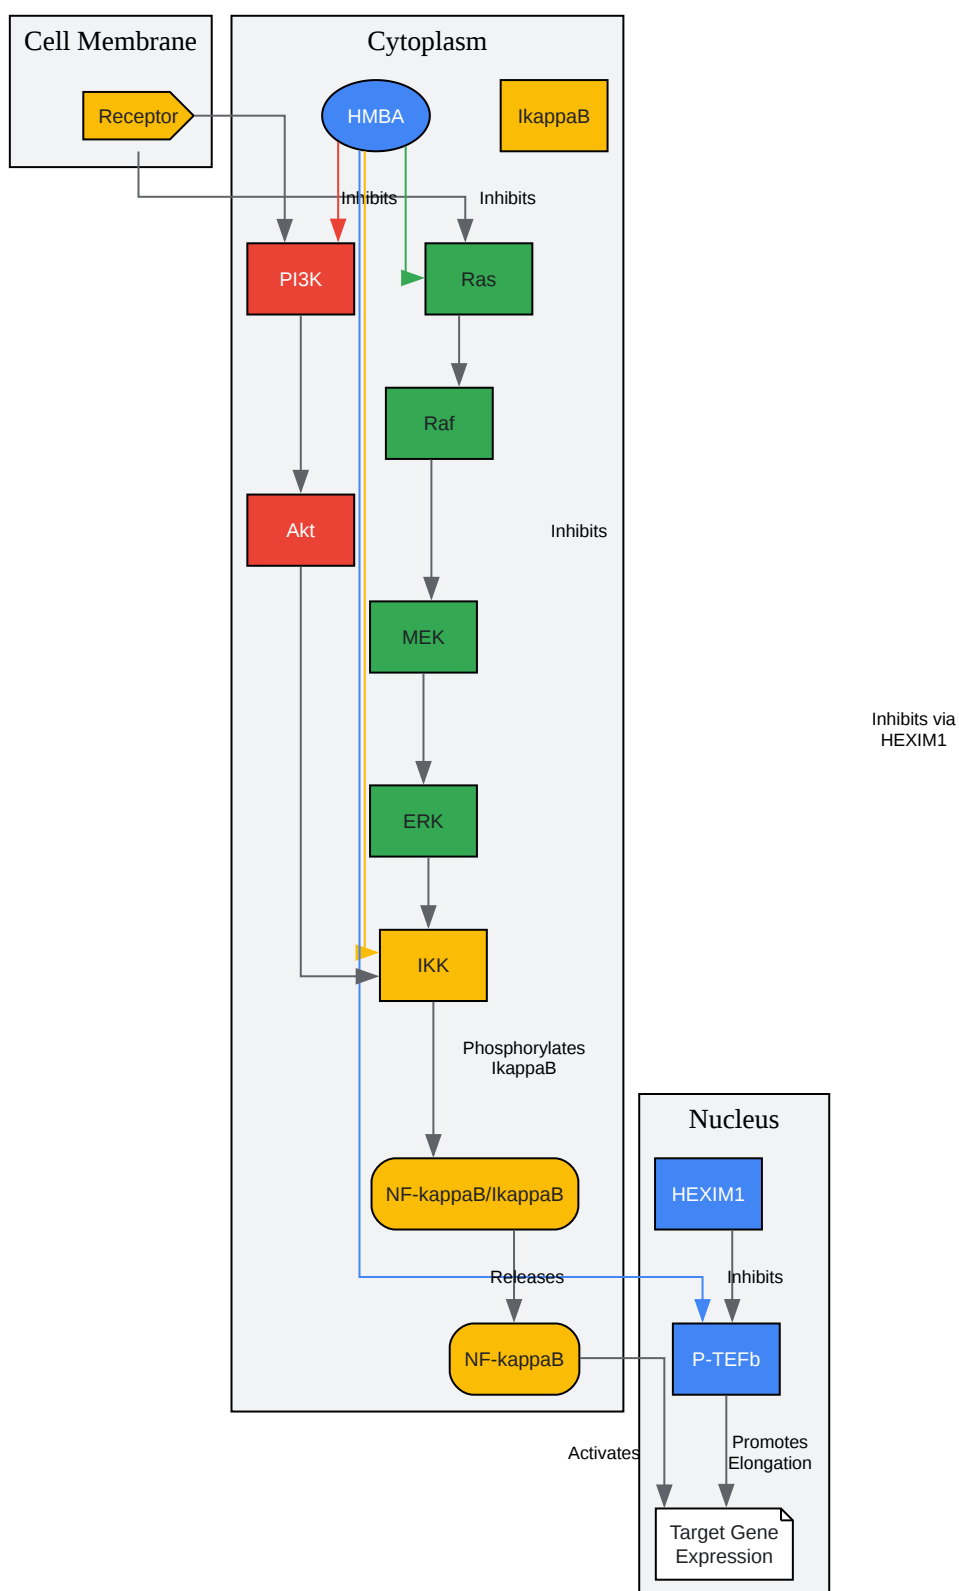 Cell Membrane
Cytoplasm
Receptor
HMBA
IkappaB
Inhibits
Inhibits
PI3K
Ras
Raf
Akt
Inhibits
MEK
Inhibits via
HEXIM1
ERK
IKK
Phosphorylates
IkappaB
Nucleus
NF-kappaB/IkappaB
HEXIM1
Releases
Inhibits
NF-kappaB
P-TEFb
Activates
Promotes
Elongation
Target Gene
Expression